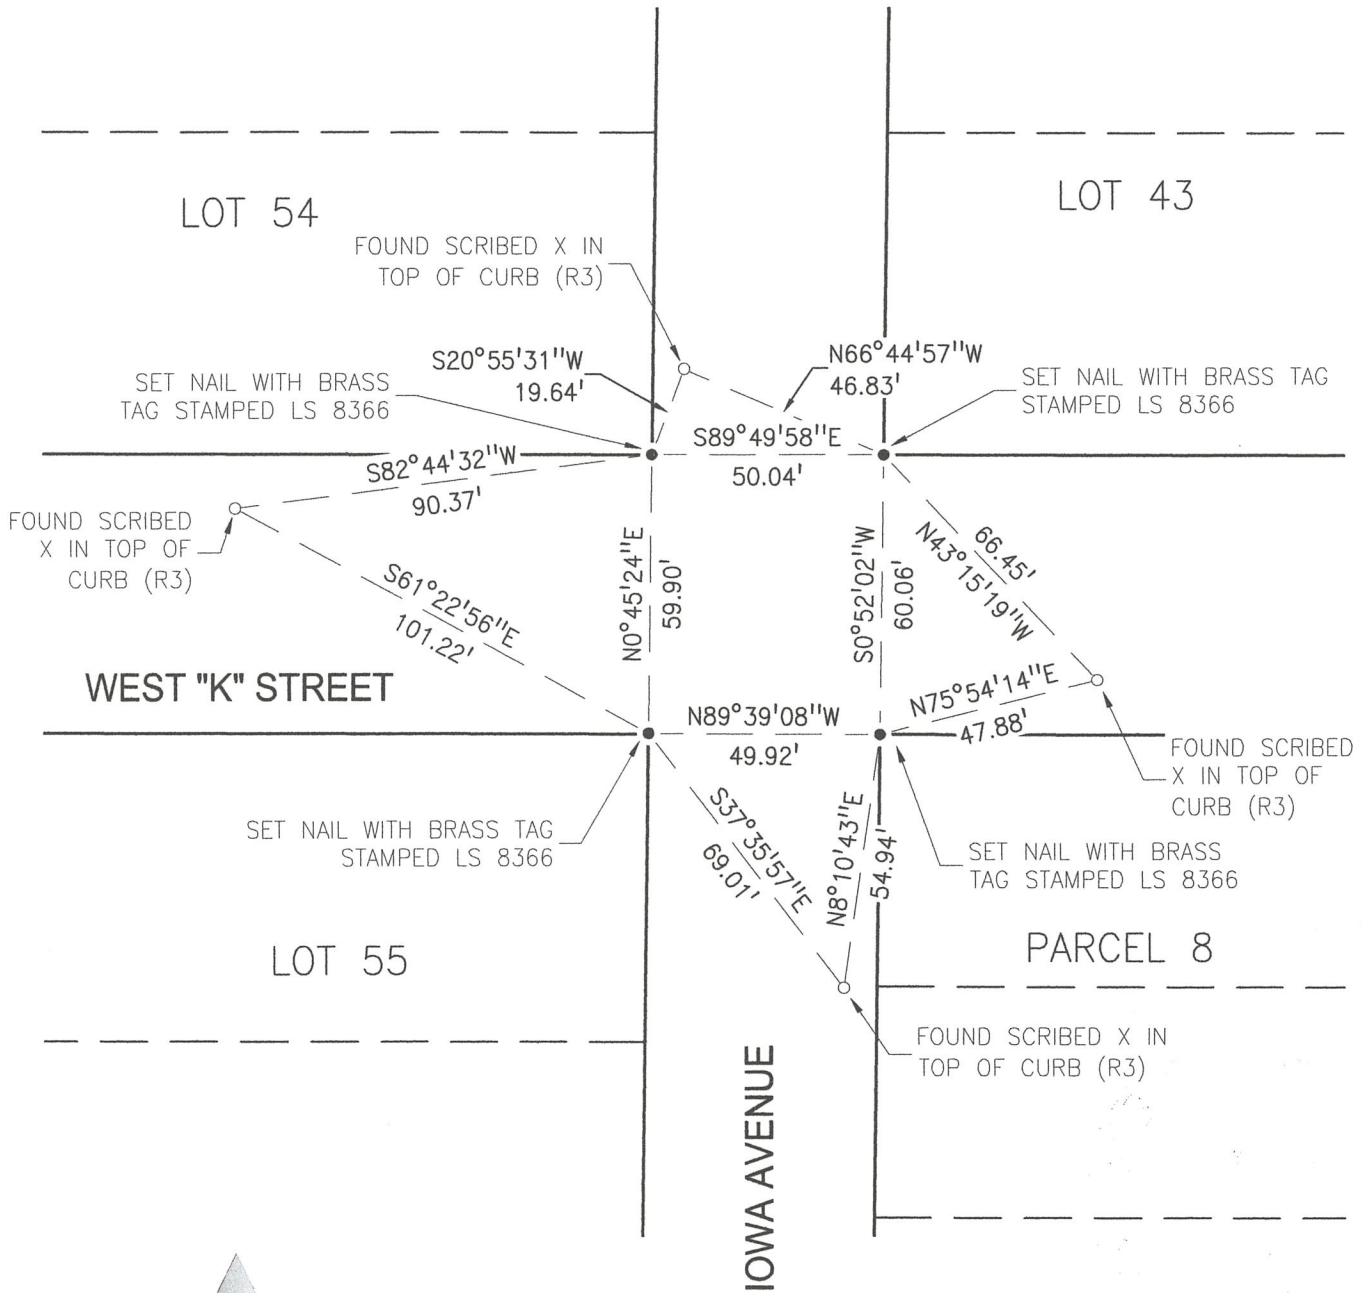 LOT 54
LOT 43
FOUND SCRIBED X IN
TOP OF CURB (R3)
S20°55'31"W
19.64'
N66°44'57"W
46.83'
SET NAIL WITH BRASS
TAG STAMPED LS 8366
SET NAIL WITH BRASS TAG
STAMPED LS 8366
S89°49'58"E
50.04'
S82°44'32"W
90.37'
FOUND SCRIBED
X IN TOP OF
CURB (R3)
S61°22'56"E
101.22'
N0°45'24"E
59.90'
S0°52'02"W
60.06'
66.45'
N43°15'19"W
WEST "K" STREET
N89°39'08"W
49.92'
N75°54'14"E
47.88'
FOUND SCRIBED
X IN TOP OF
CURB (R3)
SET NAIL WITH BRASS TAG
STAMPED LS 8366
S37°35'57"E
69.01'
N8°10'43"E
54.94'
SET NAIL WITH BRASS
TAG STAMPED LS 8366
LOT 55
PARCEL 8
FOUND SCRIBED X IN
TOP OF CURB (R3)
IOWA AVENUE